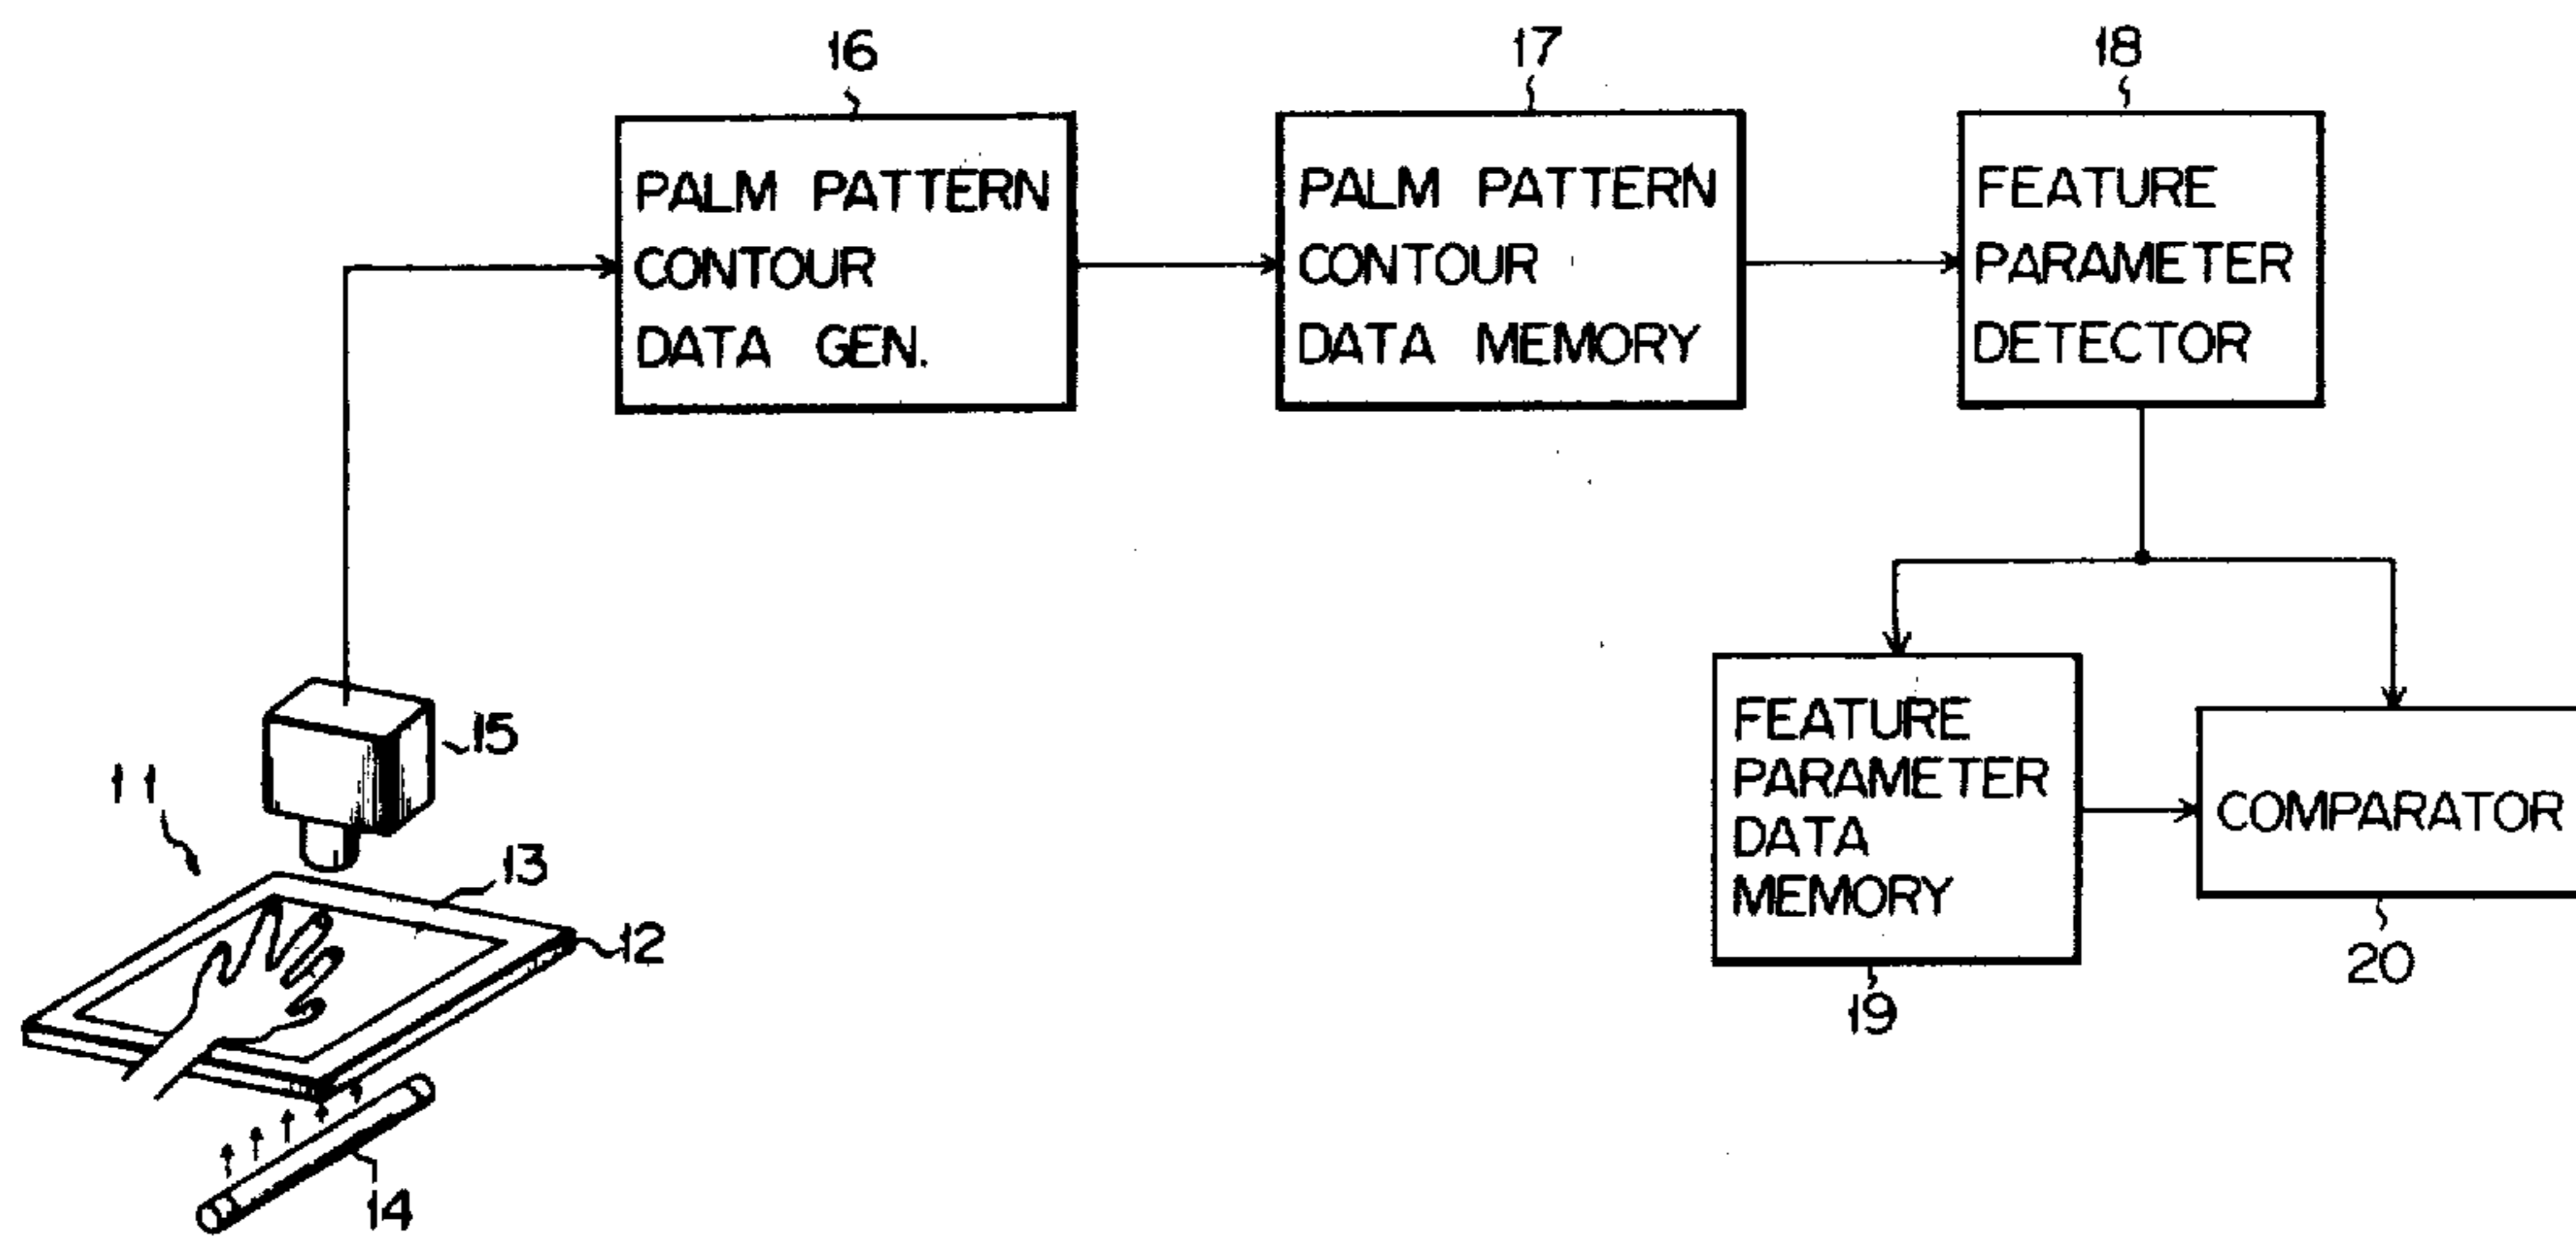 16
17
18
PALM PATTERN
CONTOUR
DATA GEN.
PALM PATTERN
CONTOUR
DATA MEMORY
FEATURE
PARAMETER
DETECTOR
15
11
13
12
14
FEATURE
PARAMETER
DATA
MEMORY
COMPARATOR
19
20